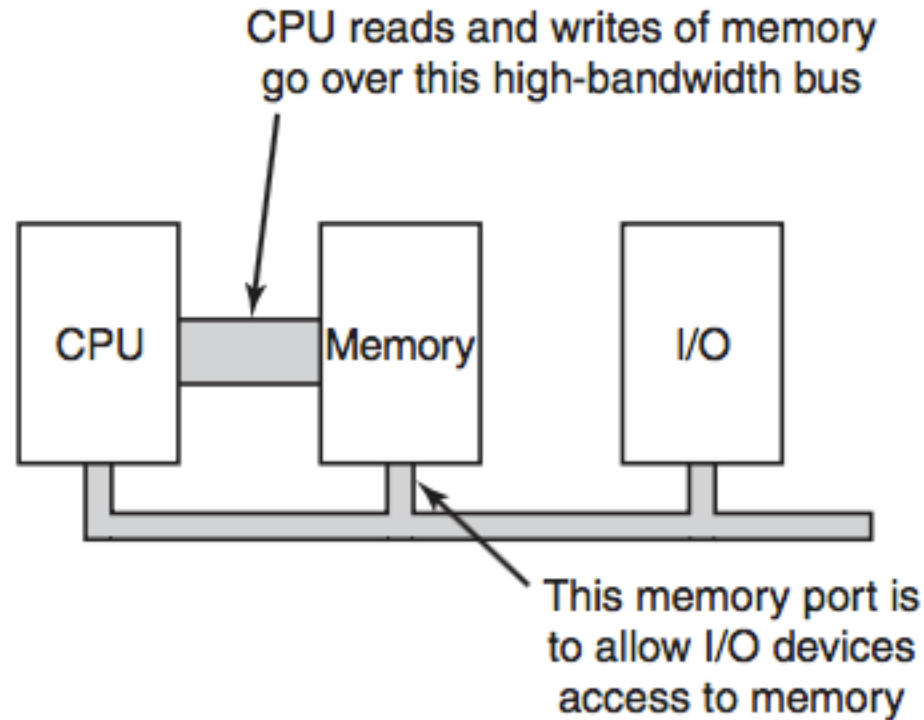 CPU reads and writes of memory
go over this high-bandwidth bus
CPU
Memory
I/O
This memory port is
to allow I/O devices
access to memory